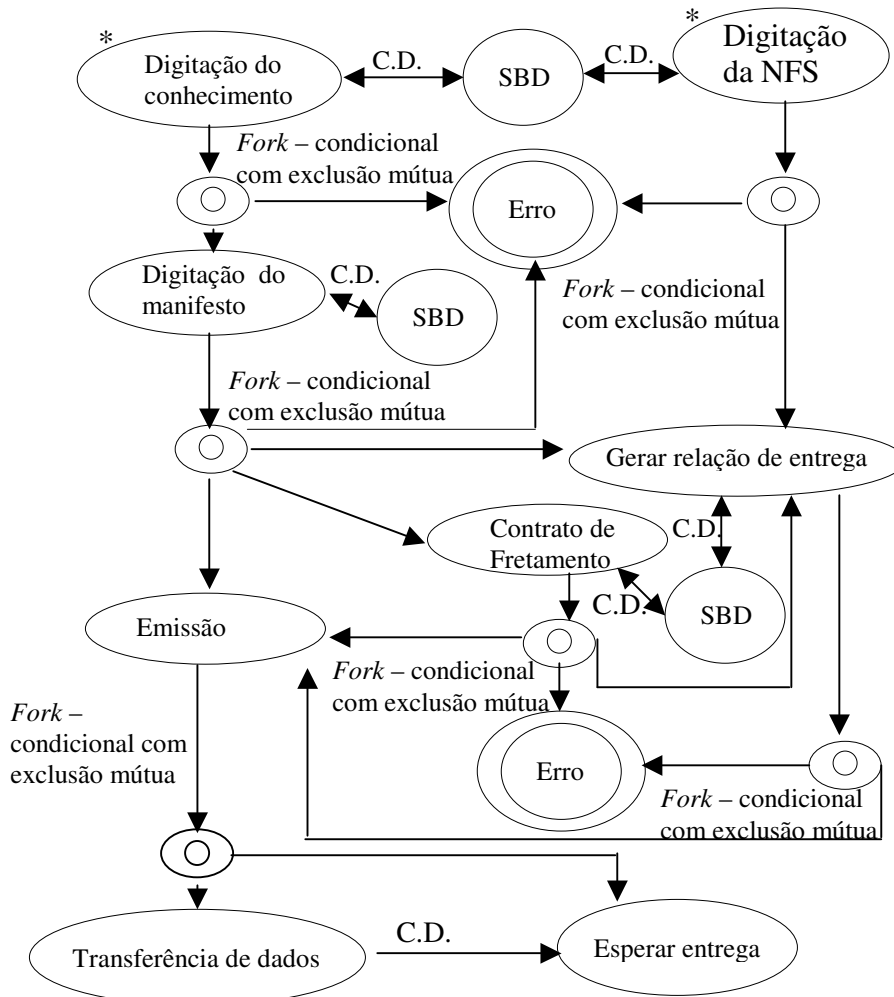 *
*
Digitação do
conhecimento
C.D.
SBD
C.D.
Digitação
da NFS
Fork – condicional
com exclusão mútua
Erro
Digitação do
manifesto
C.D.
SBD
Fork – condicional
com exclusão mútua
Fork – condicional
com exclusão mútua
Gerar relação de entrega
Contrato de
Fretamento
C.D.
C.D.
SBD
Emissão
Fork – condicional
com exclusão mútua
Fork –
condicional com
exclusão mútua
Erro
Fork – condicional
com exclusão mútua
Transferência de dados
C.D.
Esperar entrega